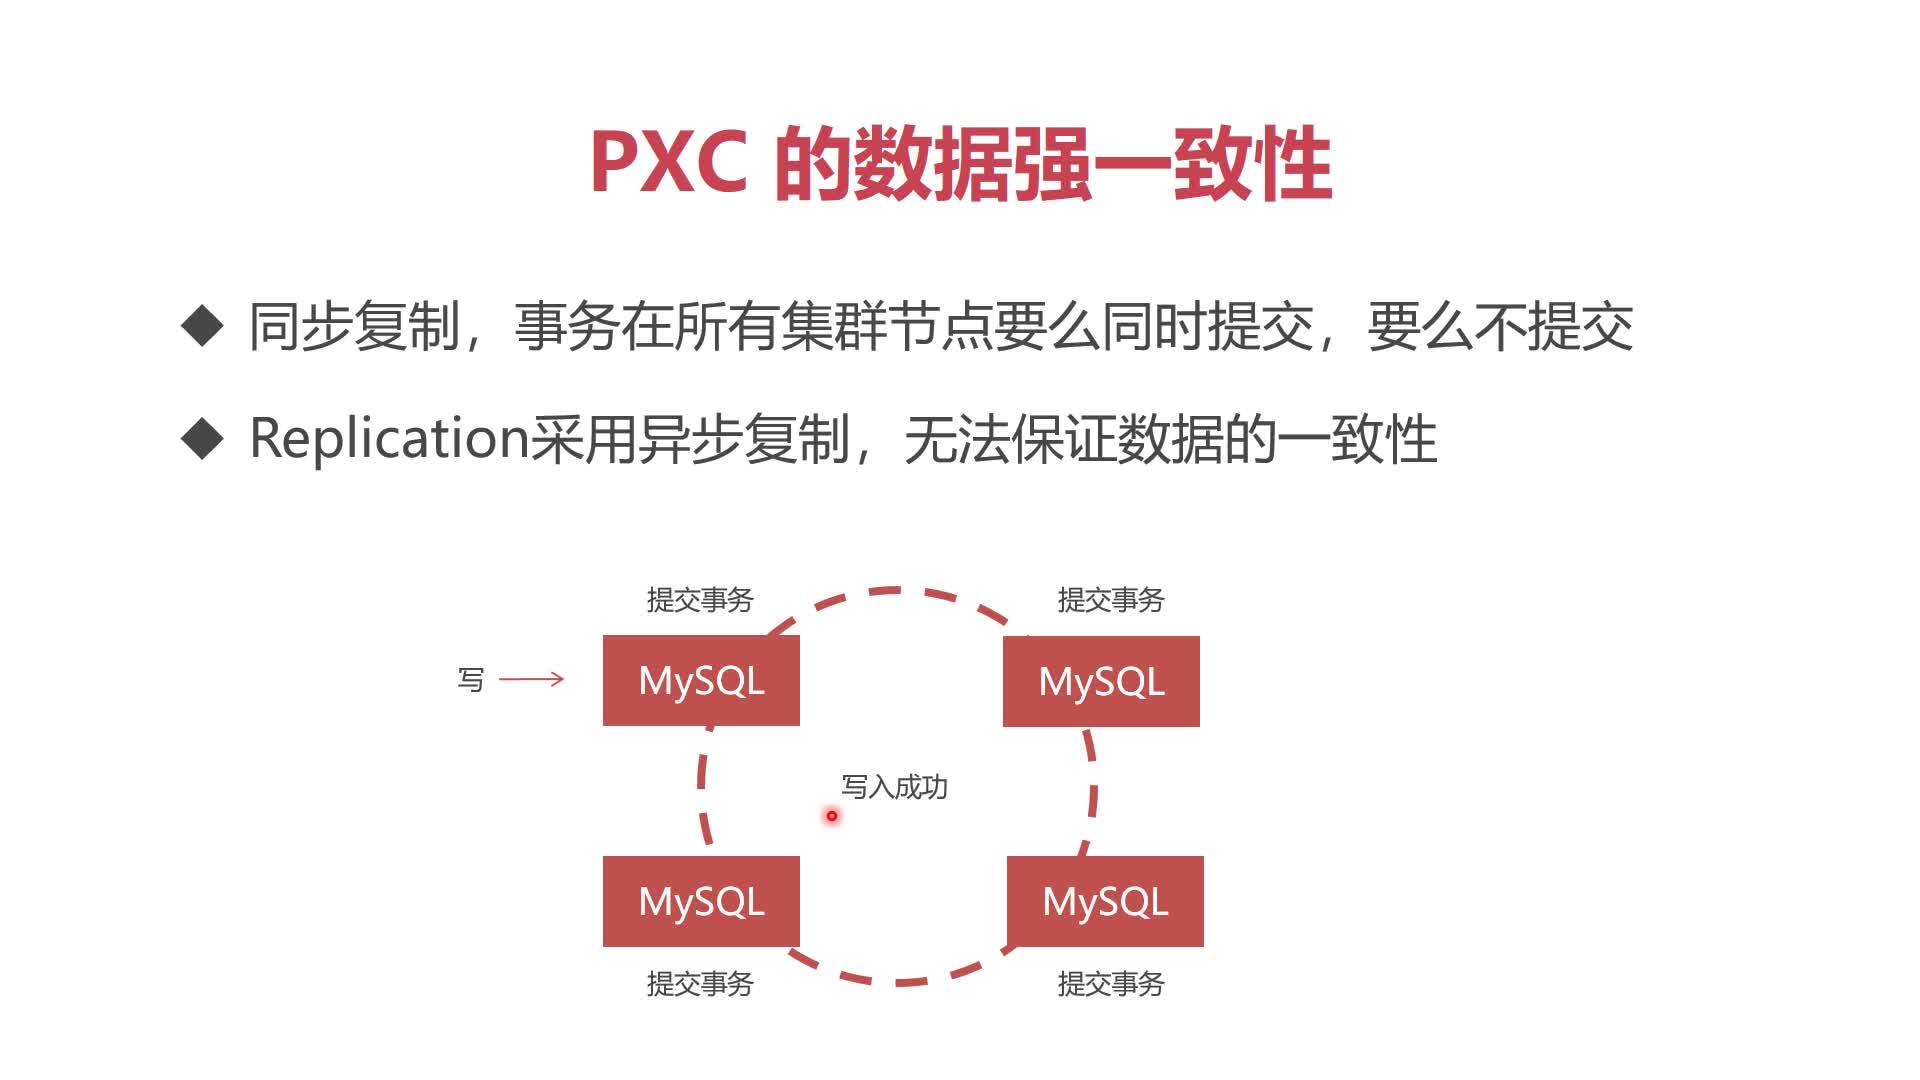 PXC 的数据强一致性
◆ 同步复制，事务在所有集群节点要么同时提交，要么不提交
◆ Replication采用异步复制，无法保证数据的一致性
提交事务
提交事务
写
MySQL
MySQL
写入成功
MySQL
MySQL
提交事务
提交事务